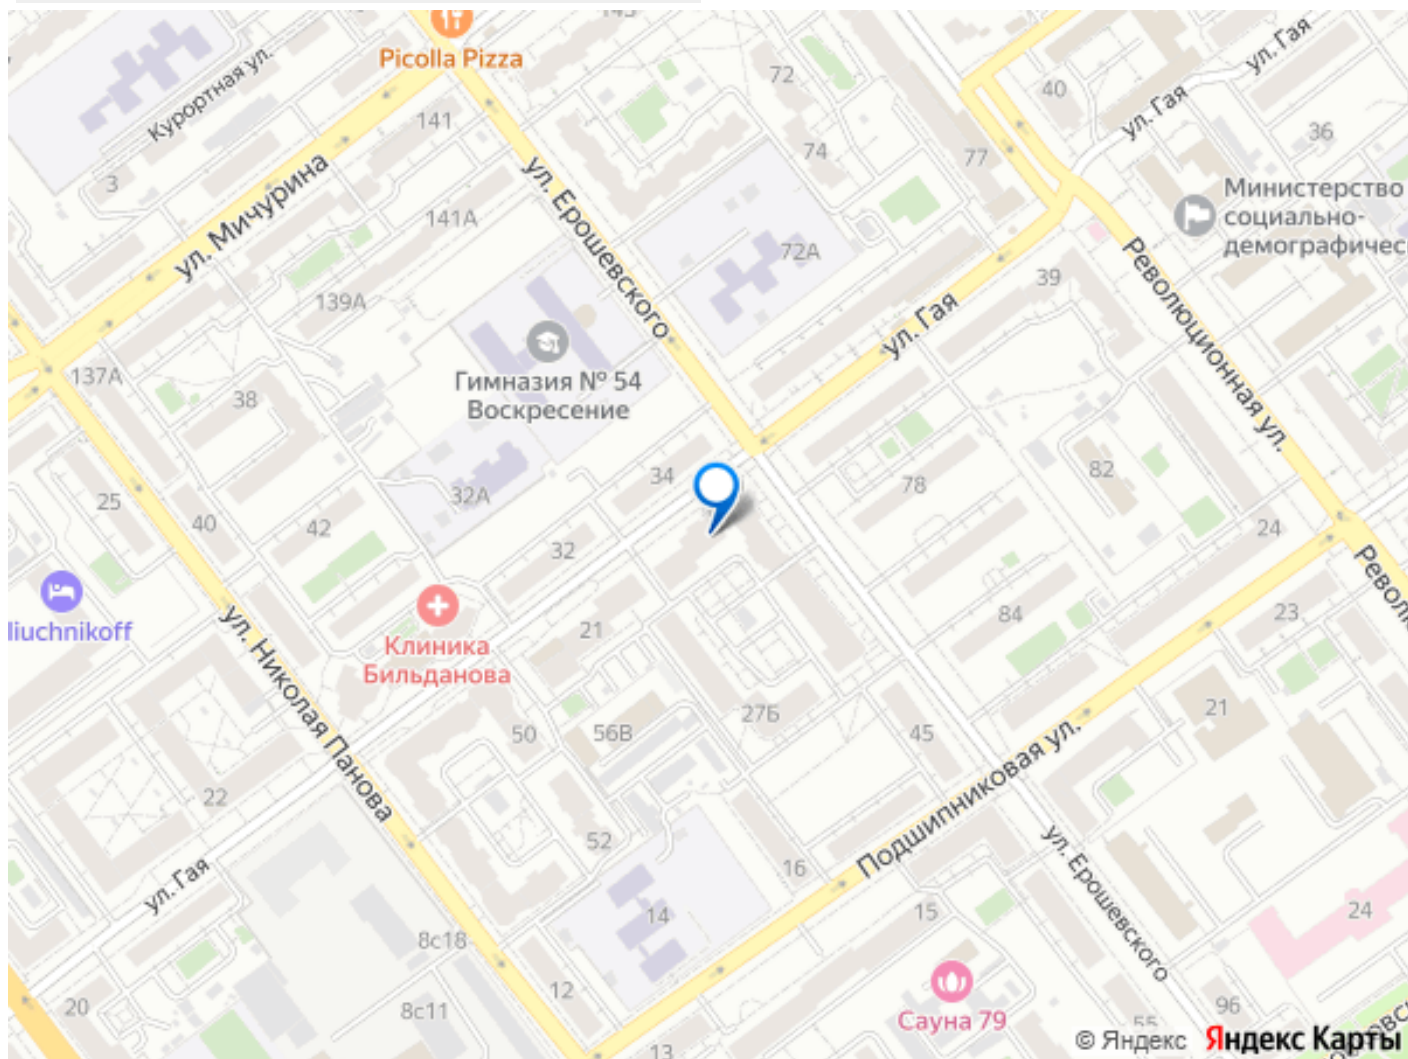 Picolla Pizza
Курортная ул.
141
72
ул. Гая
40
ул. Гая
36
3
ул. Мичурина
141А
ул. Ерошевского
74
77
Министерство
социально-
демографичес
72А
139А
39
Революционная ул.
ул. Гая
137А
38
Гимназия № 54
Воскресение
34
78
82
25
40
42
32А
32
24
liuchnikoff
Клиника
Бильданова
21
84
23
ул. Николая Панова
27Б
50
56В
45
21
22
Подшипниковая ул.
52
16
ул. Ерошевского
ул. Гая
14
15
24
8с18
12
20
8с11
Сауна 79
96
55
13
© Яндекс Яндекс Карты